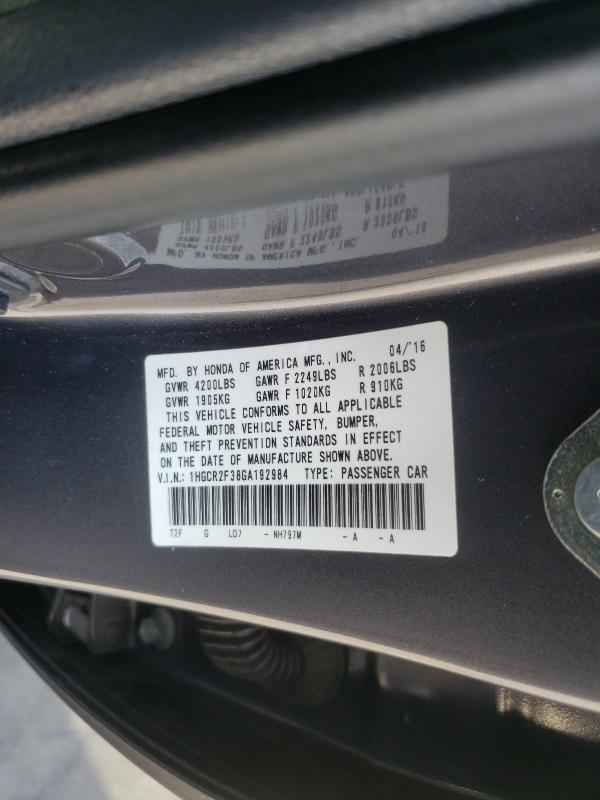 MFD. BY HONDA OF AMERICA MFG., INC. 04/'16
GVWR 4200LBS GAWR F 2249LBS R 2006LBS
GVWR 1905KG GAWR F 1020KG R 910KG
THIS VEHICLE CONFORMS TO ALL APPLICABLE
FEDERAL MOTOR VEHICLE SAFETY, BUMPER,
AND THEFT PREVENTION STANDARDS IN EFFECT
ON THE DATE OF MANUFACTURE SHOWN ABOVE.
V.I.N.: 1HGCR2F38GA192984 TYPE: PASSENGER CAR
T2F G LD7 - NH797M - A - A